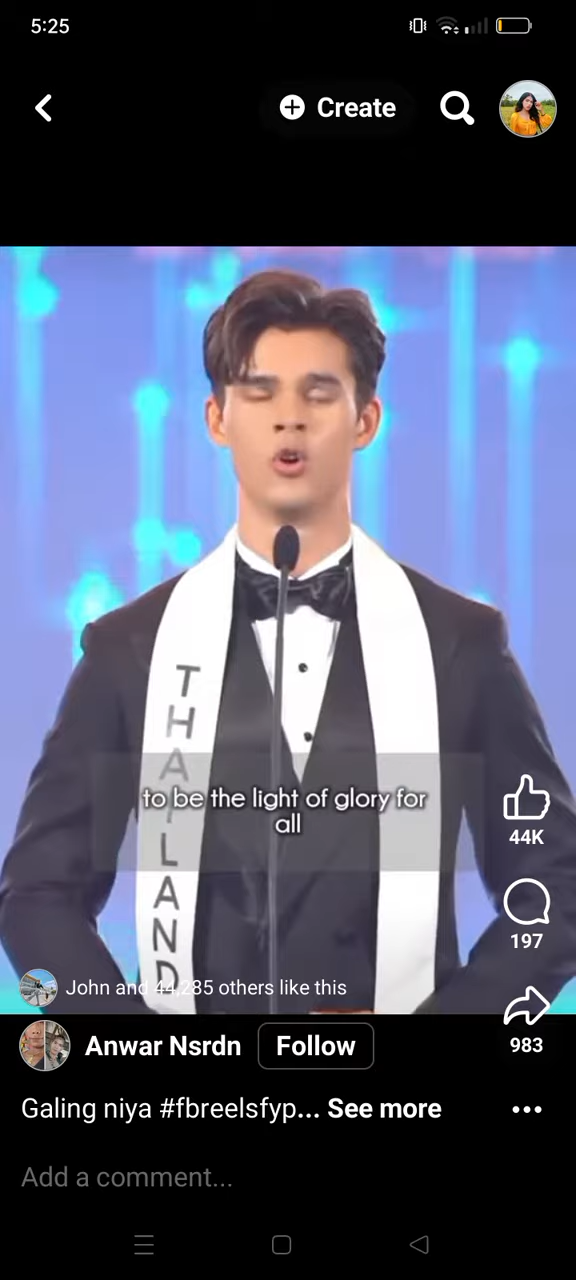 5:25
Create
THAILAND
to be the light of glory for
all
44K
197
John and 44,285 others like this
983
Anwar Nsrdn
Follow
Galing niya #fbreelsfyp... See more
Add a comment...